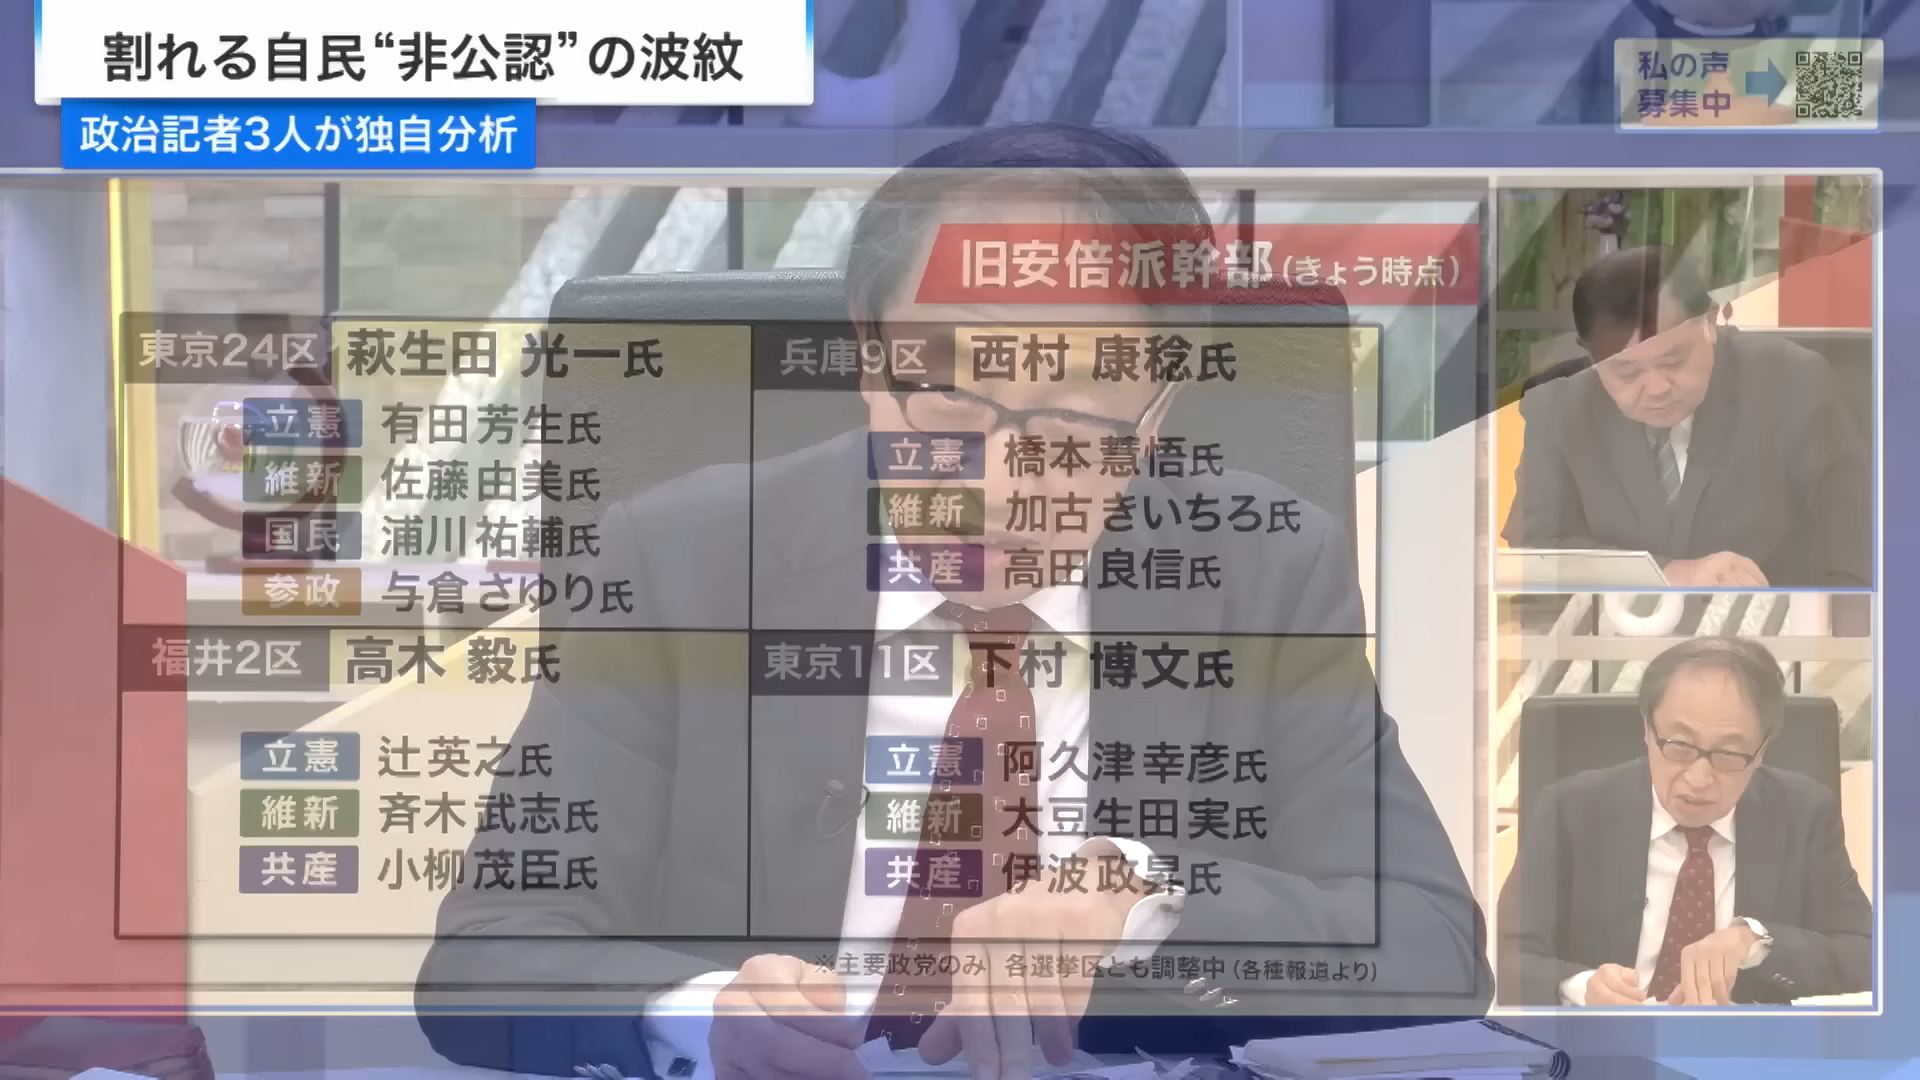 割れる自民“非公認”の波紋
政治記者3人が独自分析
私の声
募集中
旧安倍派幹部(きょう時点)
東京24区 萩生田 光一氏
立憲 有田芳生氏
維新 佐藤由美氏
国民 浦川祐輔氏
参政 与倉さゆり氏
兵庫9区 西村 康稔氏
立憲 橋本慧悟氏
維新 加古きいちろ氏
共産 高田良信氏
福井2区 高木 毅氏
立憲 辻英之氏
維新 斉木武志氏
共産 小柳茂臣氏
東京11区 下村 博文氏
立憲 阿久津幸彦氏
維新 大豆生田実氏
共産 伊波政昇氏
※主要政党のみ 各選挙区とも調整中(各種報道より)